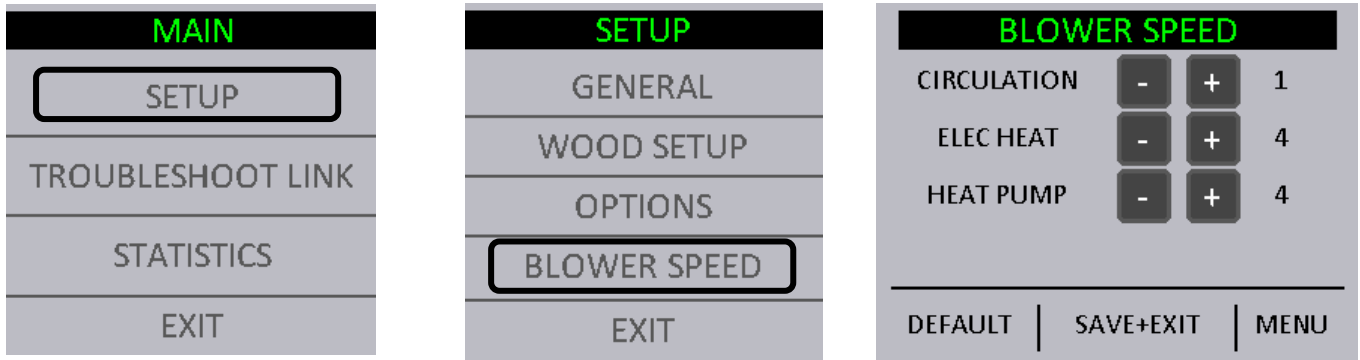 MAIN
SETUP
TROUBLESHOOT LINK
STATISTICS
EXIT
SETUP
GENERAL
WOOD SETUP
OPTIONS
BLOWER SPEED
EXIT
BLOWER SPEED
CIRCULATION - + 1
ELEC HEAT - + 4
HEAT PUMP - + 4
DEFAULT SAVE+EXIT MENU